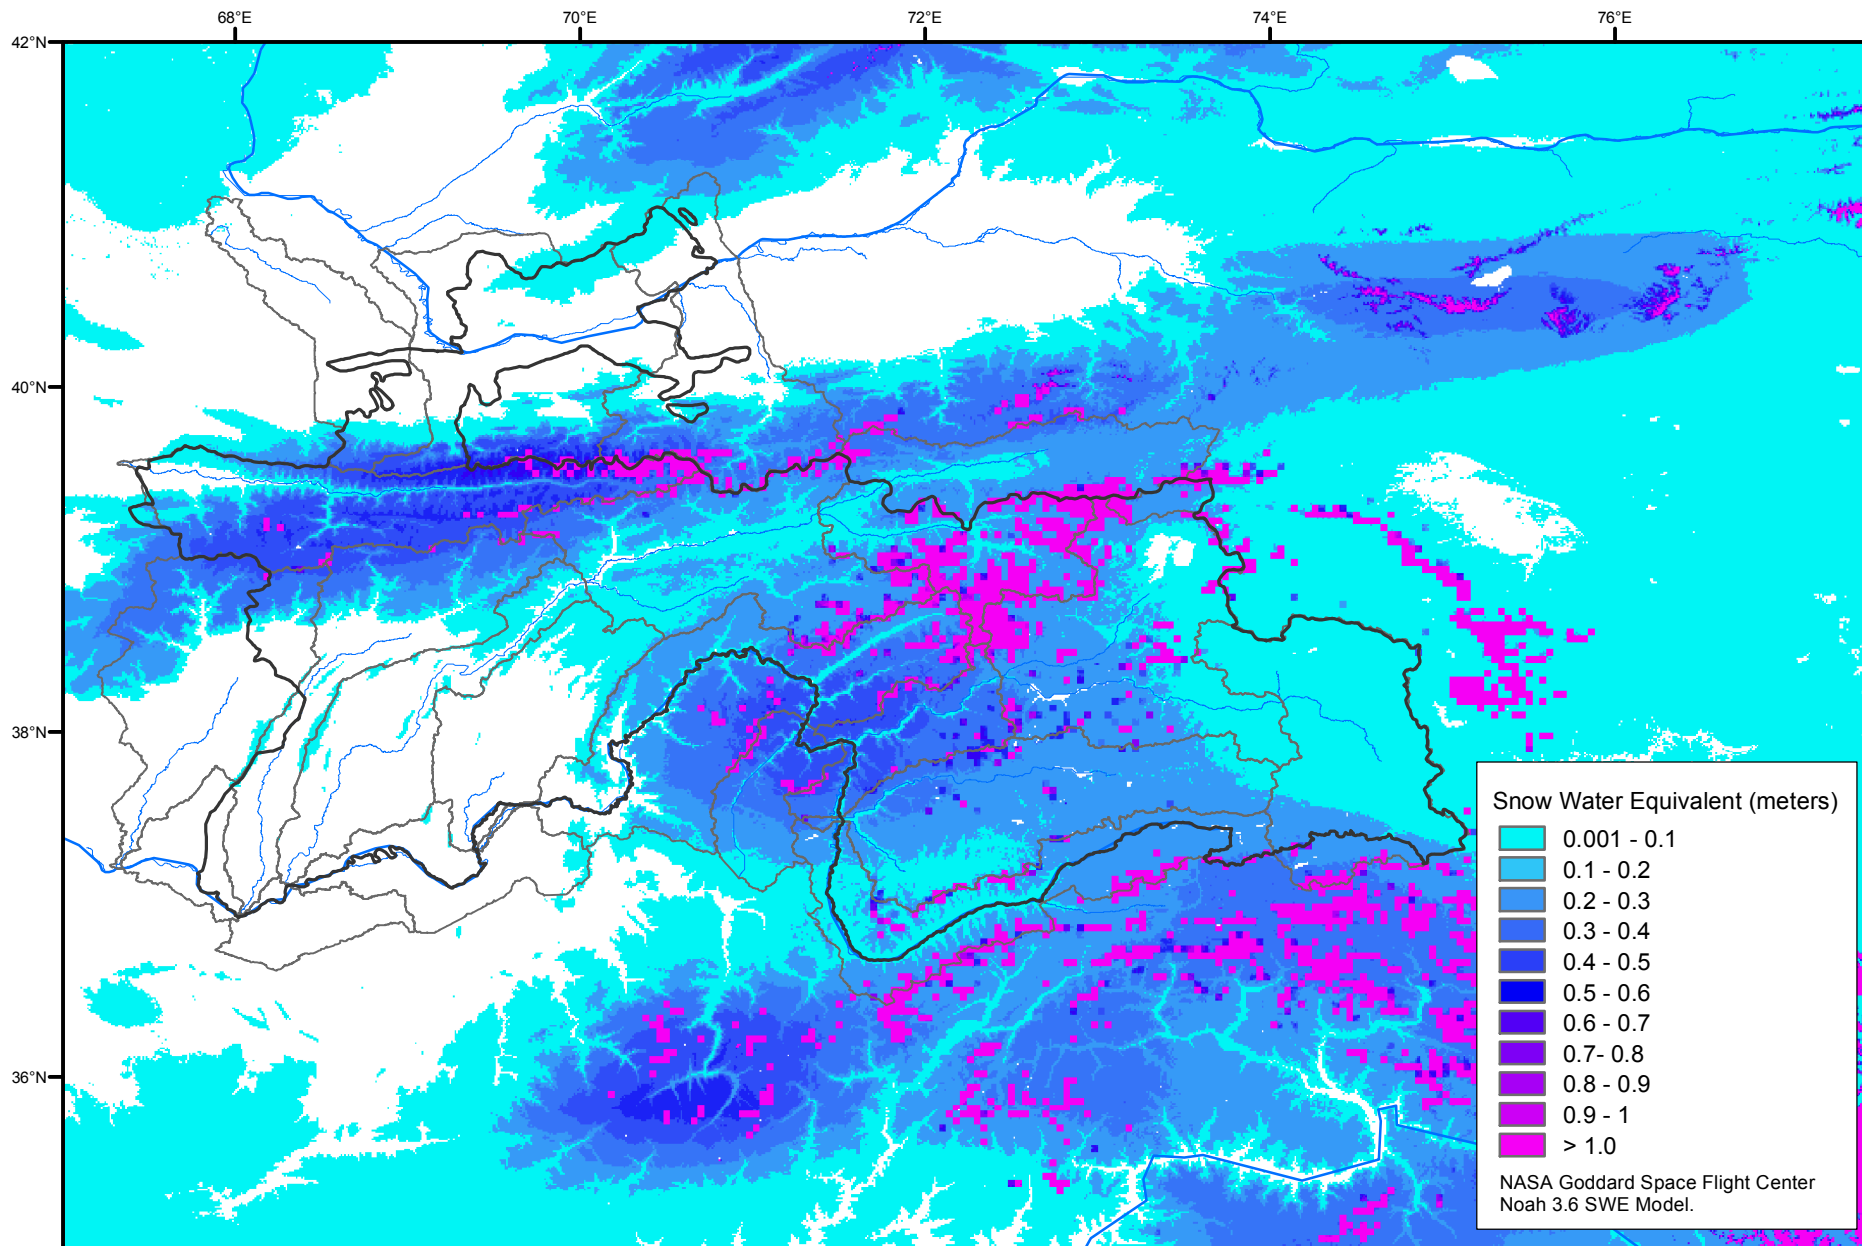 68°E 70°E 72°E 74°E 76°E
42°N
40°N
38°N
36°N
Snow Water Equivalent (meters)
0.001 - 0.1
0.1 - 0.2
0.2 - 0.3
0.3 - 0.4
0.4 - 0.5
0.5 - 0.6
0.6 - 0.7
0.7- 0.8
0.8 - 0.9
0.9 - 1
> 1.0
NASA Goddard Space Flight Center
Noah 3.6 SWE Model.